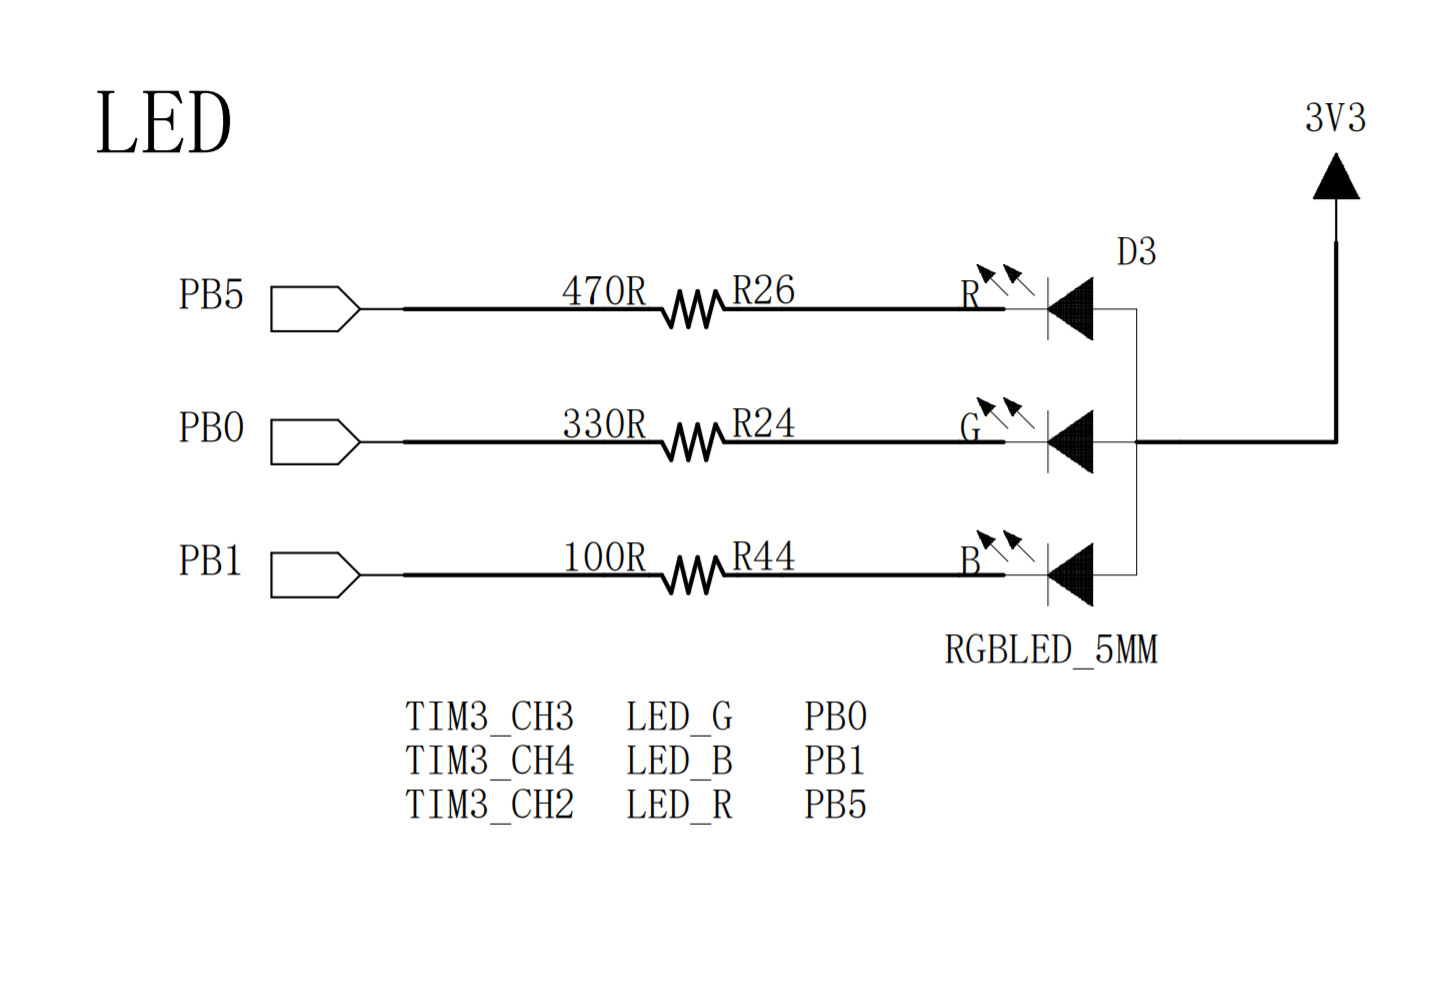 LED
3V3
D3
PB5 470R R26 R
PB0 330R R24 G
PB1 100R R44 B
RGBLED_5MM
TIM3_CH3 LED_G PB0
TIM3_CH4 LED_B PB1
TIM3_CH2 LED_R PB5